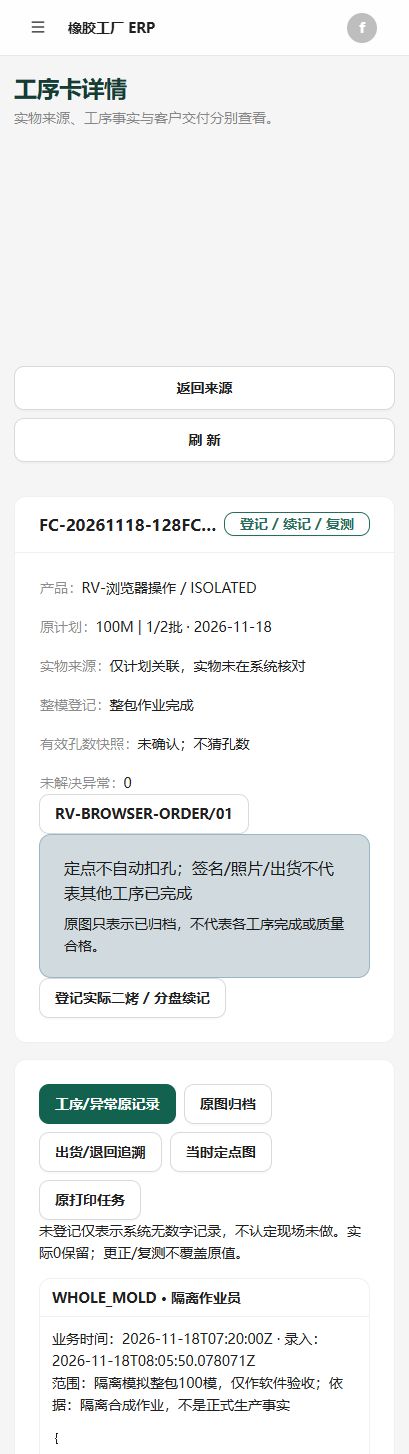 橡胶工厂 ERP
f
工序卡详情
实物来源、工序事实与客户交付分别查看。
返回来源
刷 新
FC-20261118-128FC...
登记 / 续记 / 复测
产品：RV-浏览器操作 / ISOLATED
原计划：100M | 1/2批 · 2026-11-18
实物来源：仅计划关联，实物未在系统核对
整模登记：整包作业完成
有效孔数快照：未确认；不猜孔数
未解决异常：0
RV-BROWSER-ORDER/01
定点不自动扣孔；签名/照片/出货不代
表其他工序已完成
原图只表示已归档，不代表各工序完成或质量
合格。
登记实际二烤 / 分盘续记
工序/异常原记录
原图归档
出货/退回追溯
当时定点图
原打印任务
未登记仅表示系统无数字记录，不认定现场未做。实
际0保留；更正/复测不覆盖原值。
WHOLE_MOLD • 隔离作业员
业务时间：2026-11-18T07:20:00Z · 录入：
2026-11-18T08:05:50.078071Z
范围：隔离模拟整包100模，仅作软件验收；依
据：隔离合成作业，不是正式生产事实
{